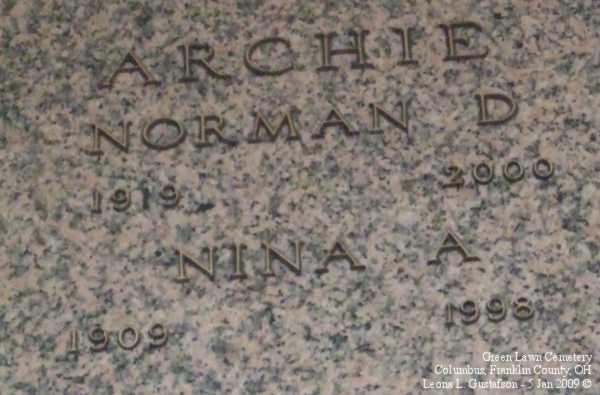 ARCHIE
NORMAN D
1919 2000
NINA A
1909 1998
Green Lawn Cemetery
Columbus, Franklin County, OH
Leona L. Gustafson - 5 Jan 2009 ©